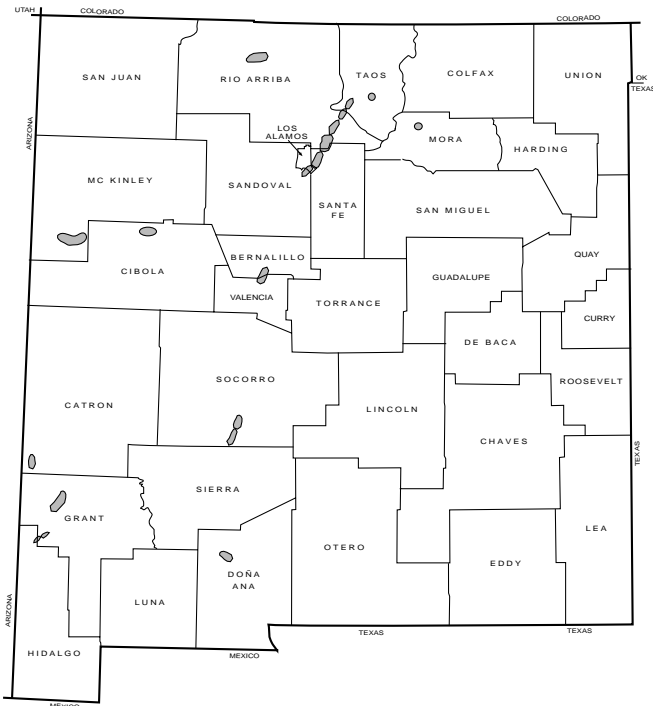 UTAH
COLORADO
COLORADO
SAN JUAN
RIO ARRIBA
TAOS
COLFAX
UNION
OK
TEXAS
ARIZONA
LOS
ALAMOS
MORA
HARDING
MC KINLEY
SANDOVAL
SANTA
FE
SAN MIGUEL
CIBOLA
BERNALILLO
QUAY
VALENCIA
TORRANCE
GUADALUPE
CURRY
DE BACA
SOCORRO
ROOSEVELT
CATRON
LINCOLN
CHAVES
TEXAS
SIERRA
GRANT
LEA
OTERO
EDDY
DOÑA
ANA
LUNA
ARIZONA
TEXAS
TEXAS
HIDALGO
MEXICO
MEXICO